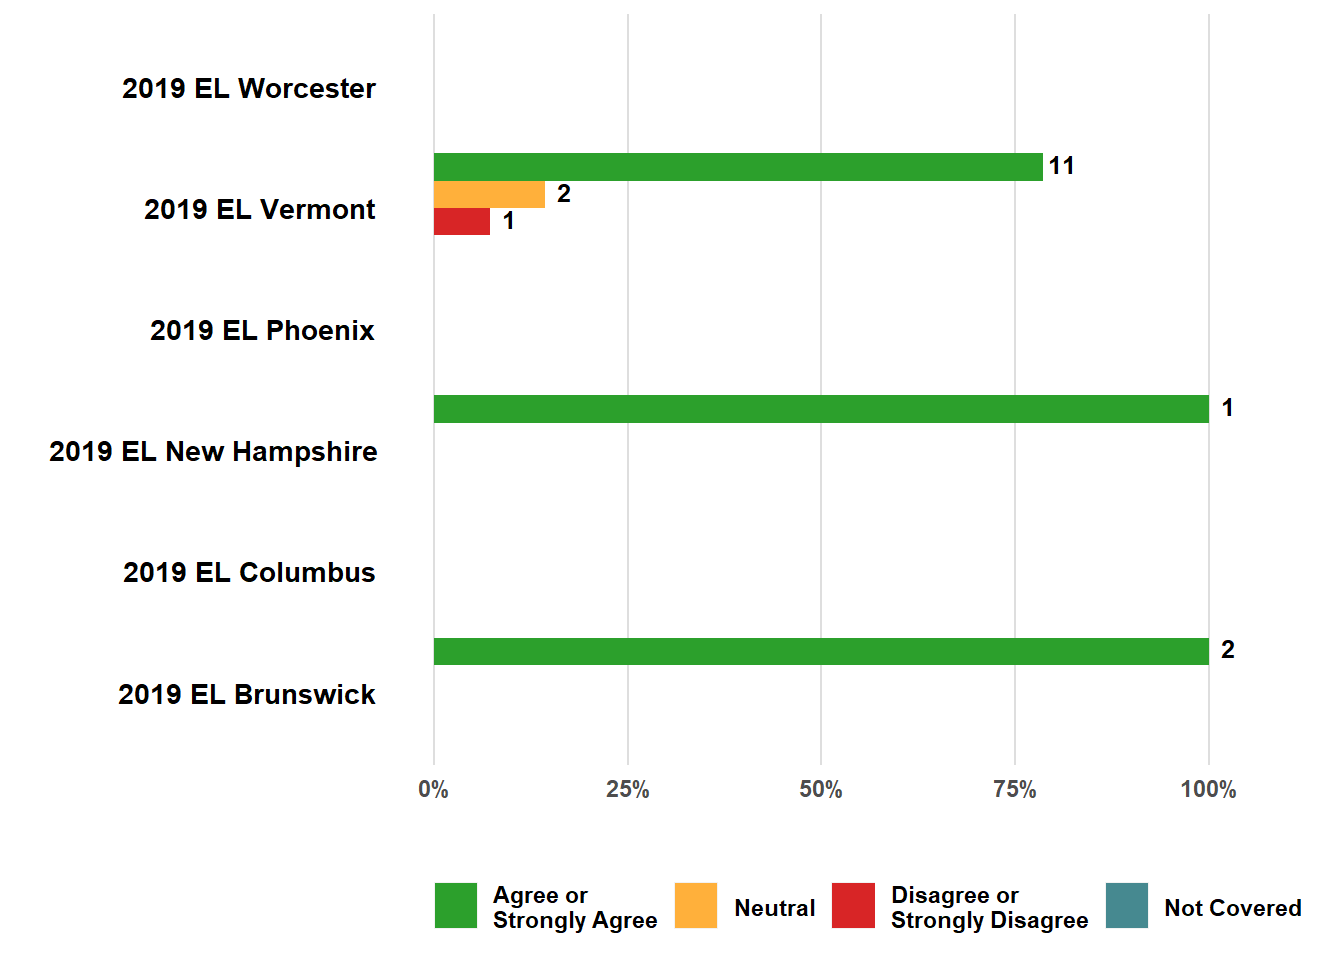 2019 EL Worcester
11
2
2019 EL Vermont
1
2019 EL Phoenix
1
2019 EL New Hampshire
2019 EL Columbus
2
2019 EL Brunswick
0% 25% 50% 75% 100%
Agree or
Strongly Agree
Neutral
Disagree or
Strongly Disagree
Not Covered